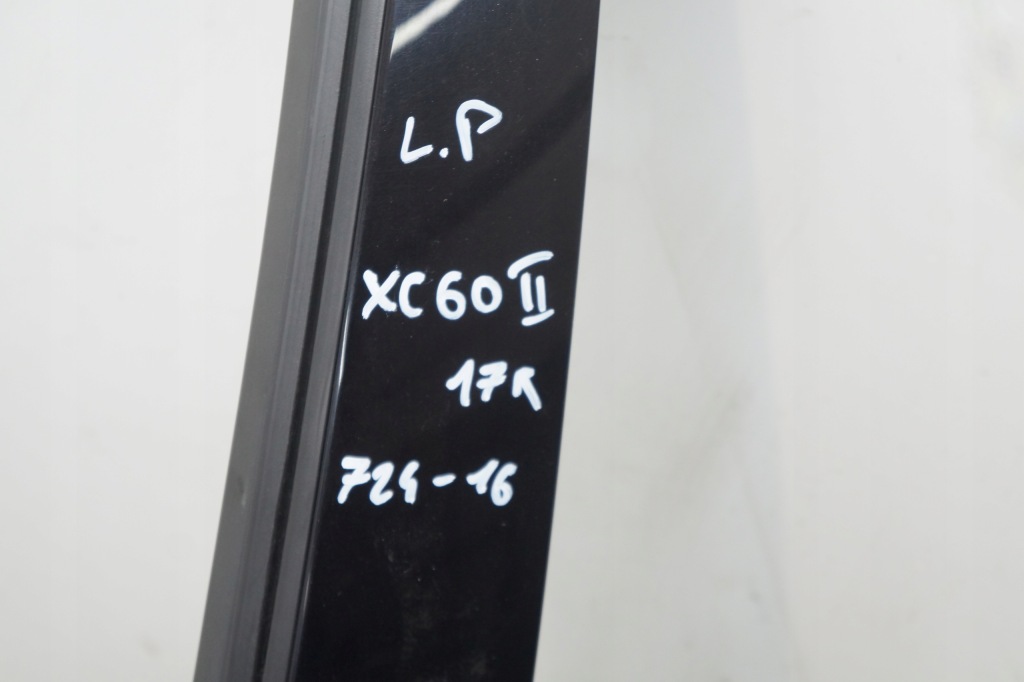 L.P
XC60 II
17R
724-16